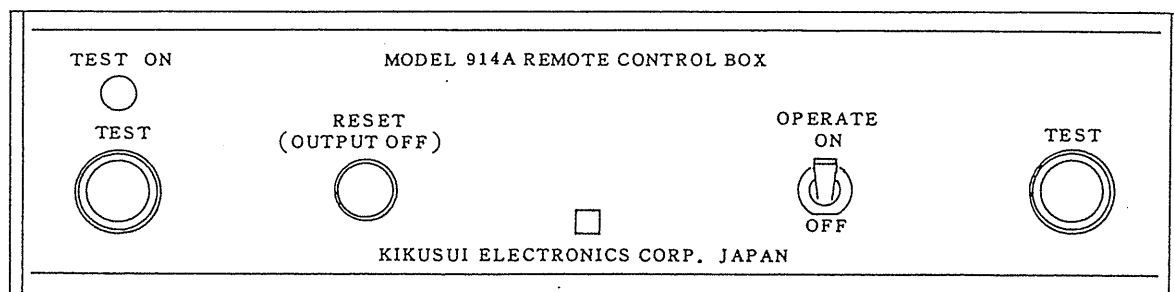 TEST ON
MODEL 914A REMOTE CONTROL BOX
TEST
RESET
(OUTPUT OFF)
OPERATE
ON
OFF
TEST
KIKUSUI ELECTRONICS CORP. JAPAN